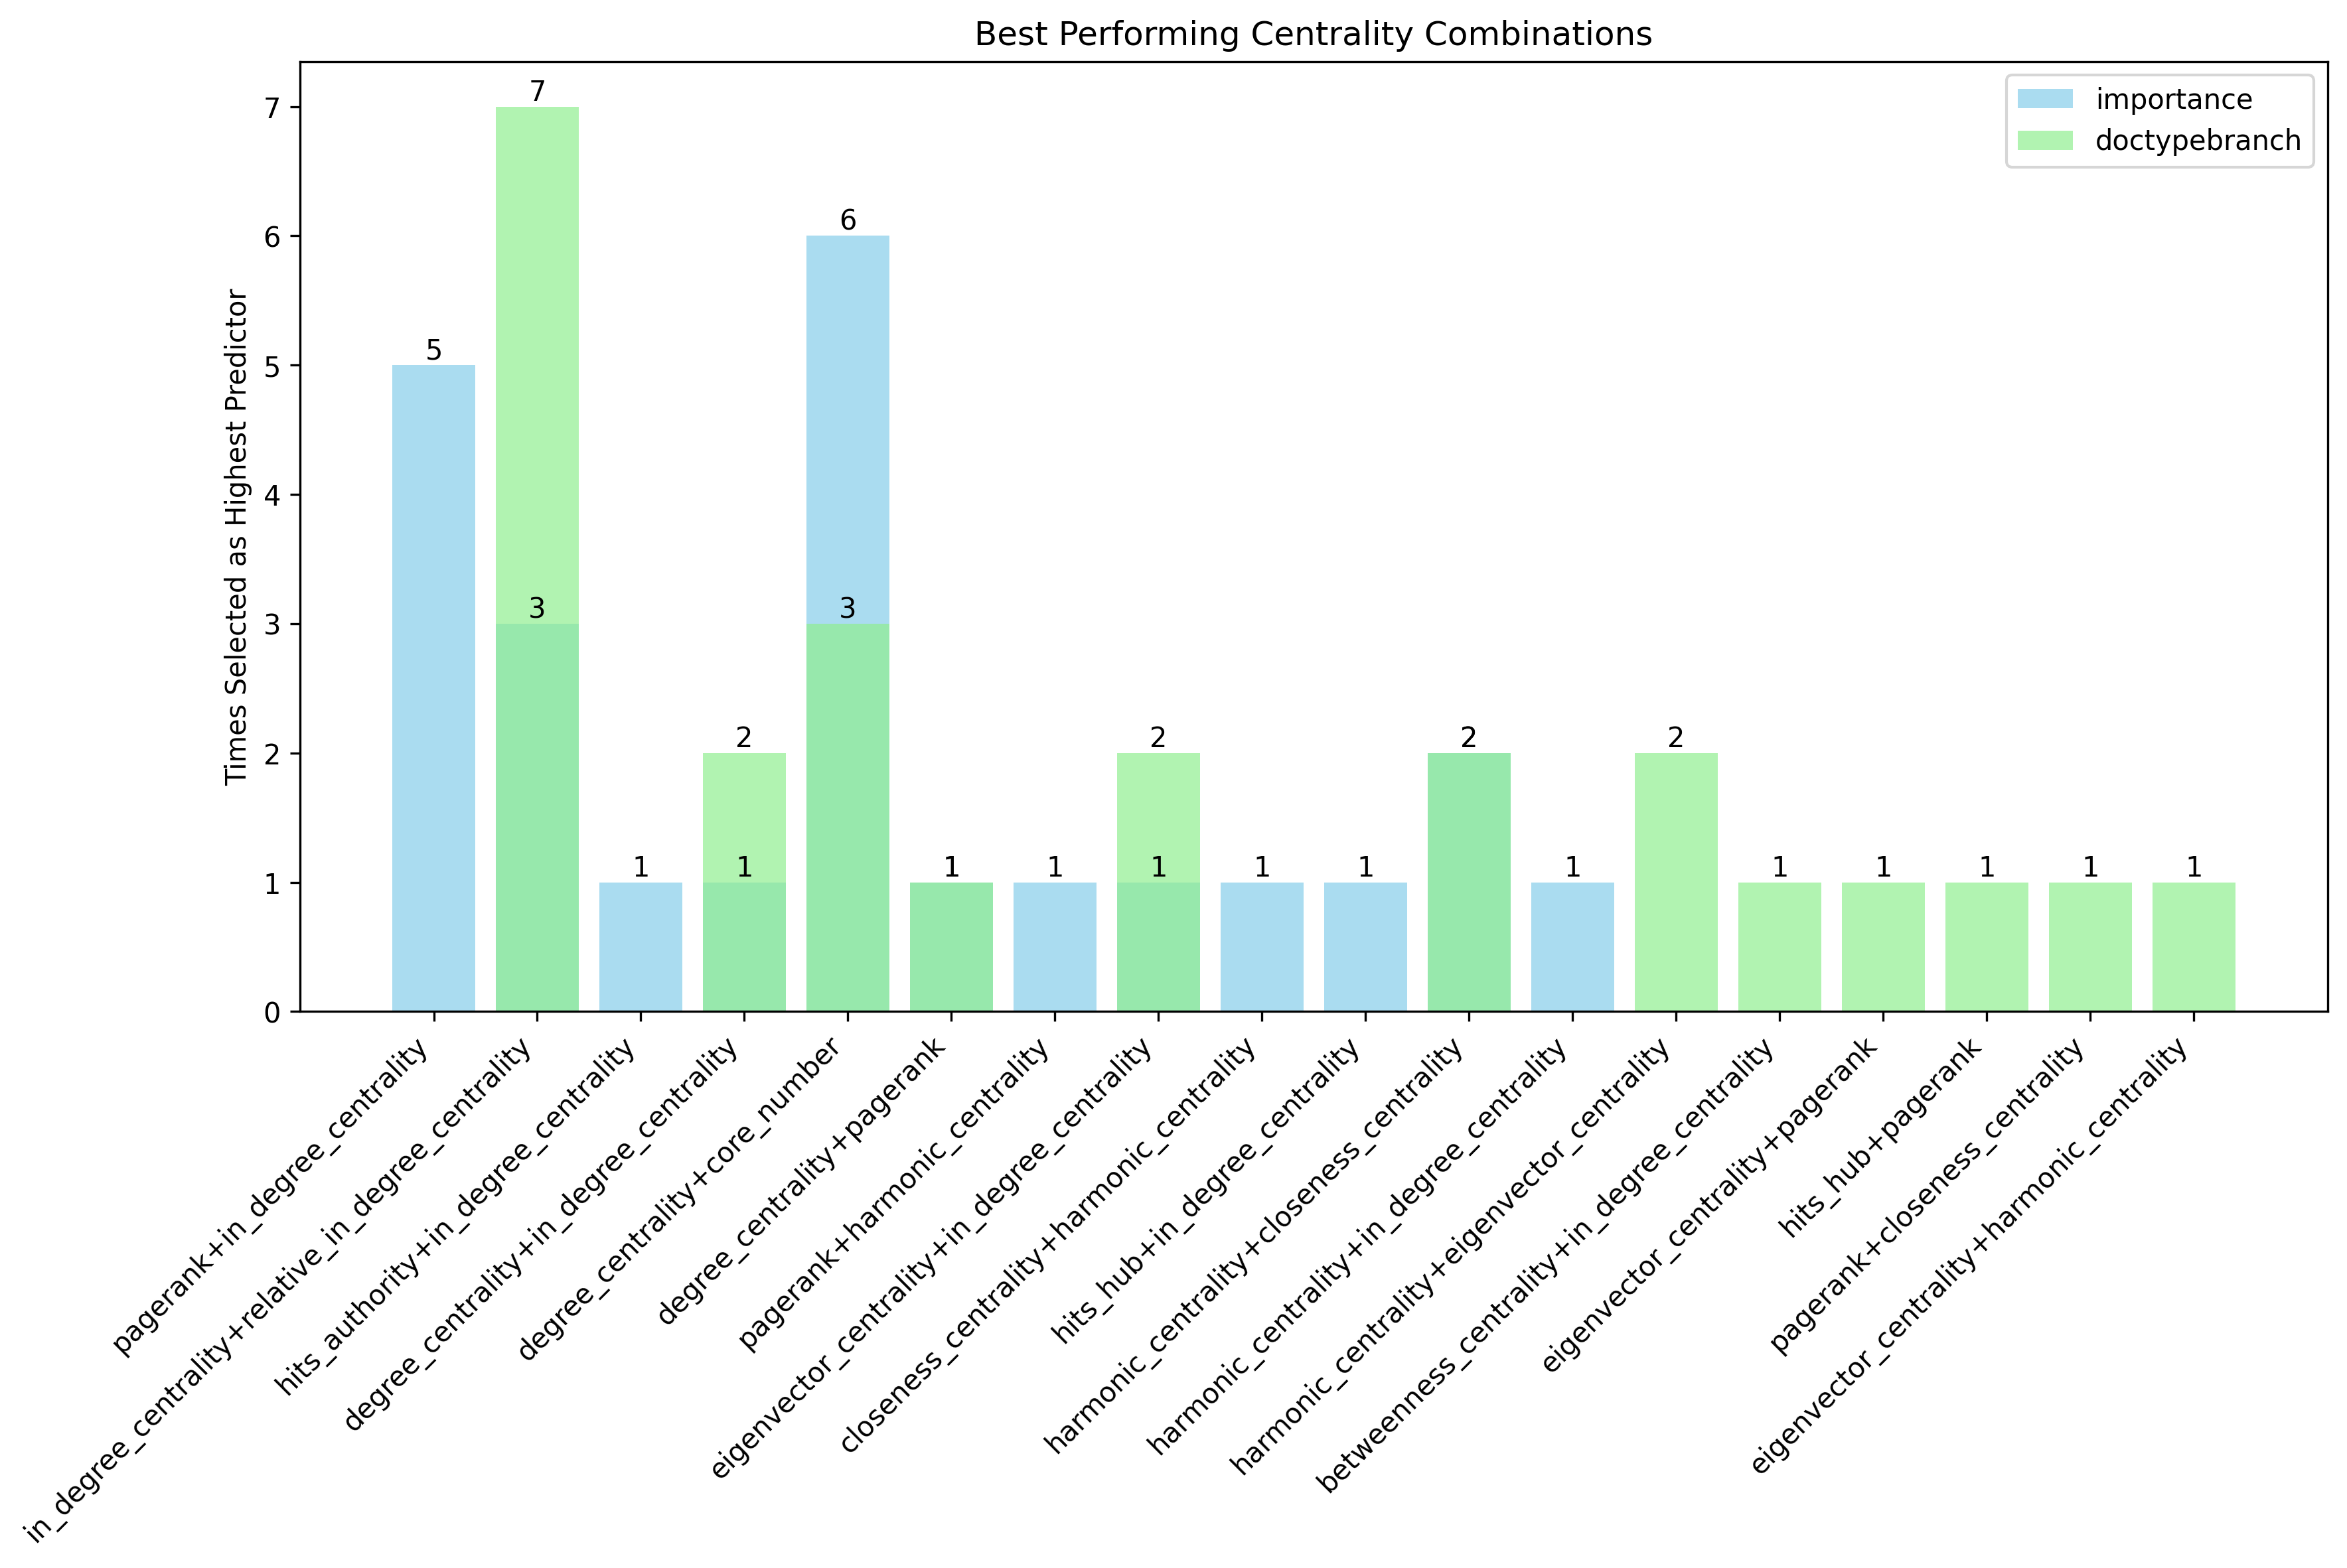 Best Performing Centrality Combinations
importance
doctypebranch
Times Selected as Highest Predictor
7
6
5
4
3
2
1
0
5
7
3
1
2
1
6
3
1
1
2
1
1
1
2
1
2
1
1
1
1
1
pagerank+in_degree_centrality
in_degree_centrality+relative_in_degree_centrality
hits_authority+in_degree_centrality
degree_centrality+in_degree_centrality
degree_centrality+core_number
degree_centrality+pagerank
pagerank+harmonic_centrality
eigenvector_centrality+in_degree_centrality
closeness_centrality+harmonic_centrality
hits_hub+in_degree_centrality
harmonic_centrality+closeness_centrality
harmonic_centrality+in_degree_centrality
harmonic_centrality+eigenvector_centrality
betweenness_centrality+in_degree_centrality
eigenvector_centrality+pagerank
hits_hub+pagerank
pagerank+closeness_centrality
eigenvector_centrality+harmonic_centrality